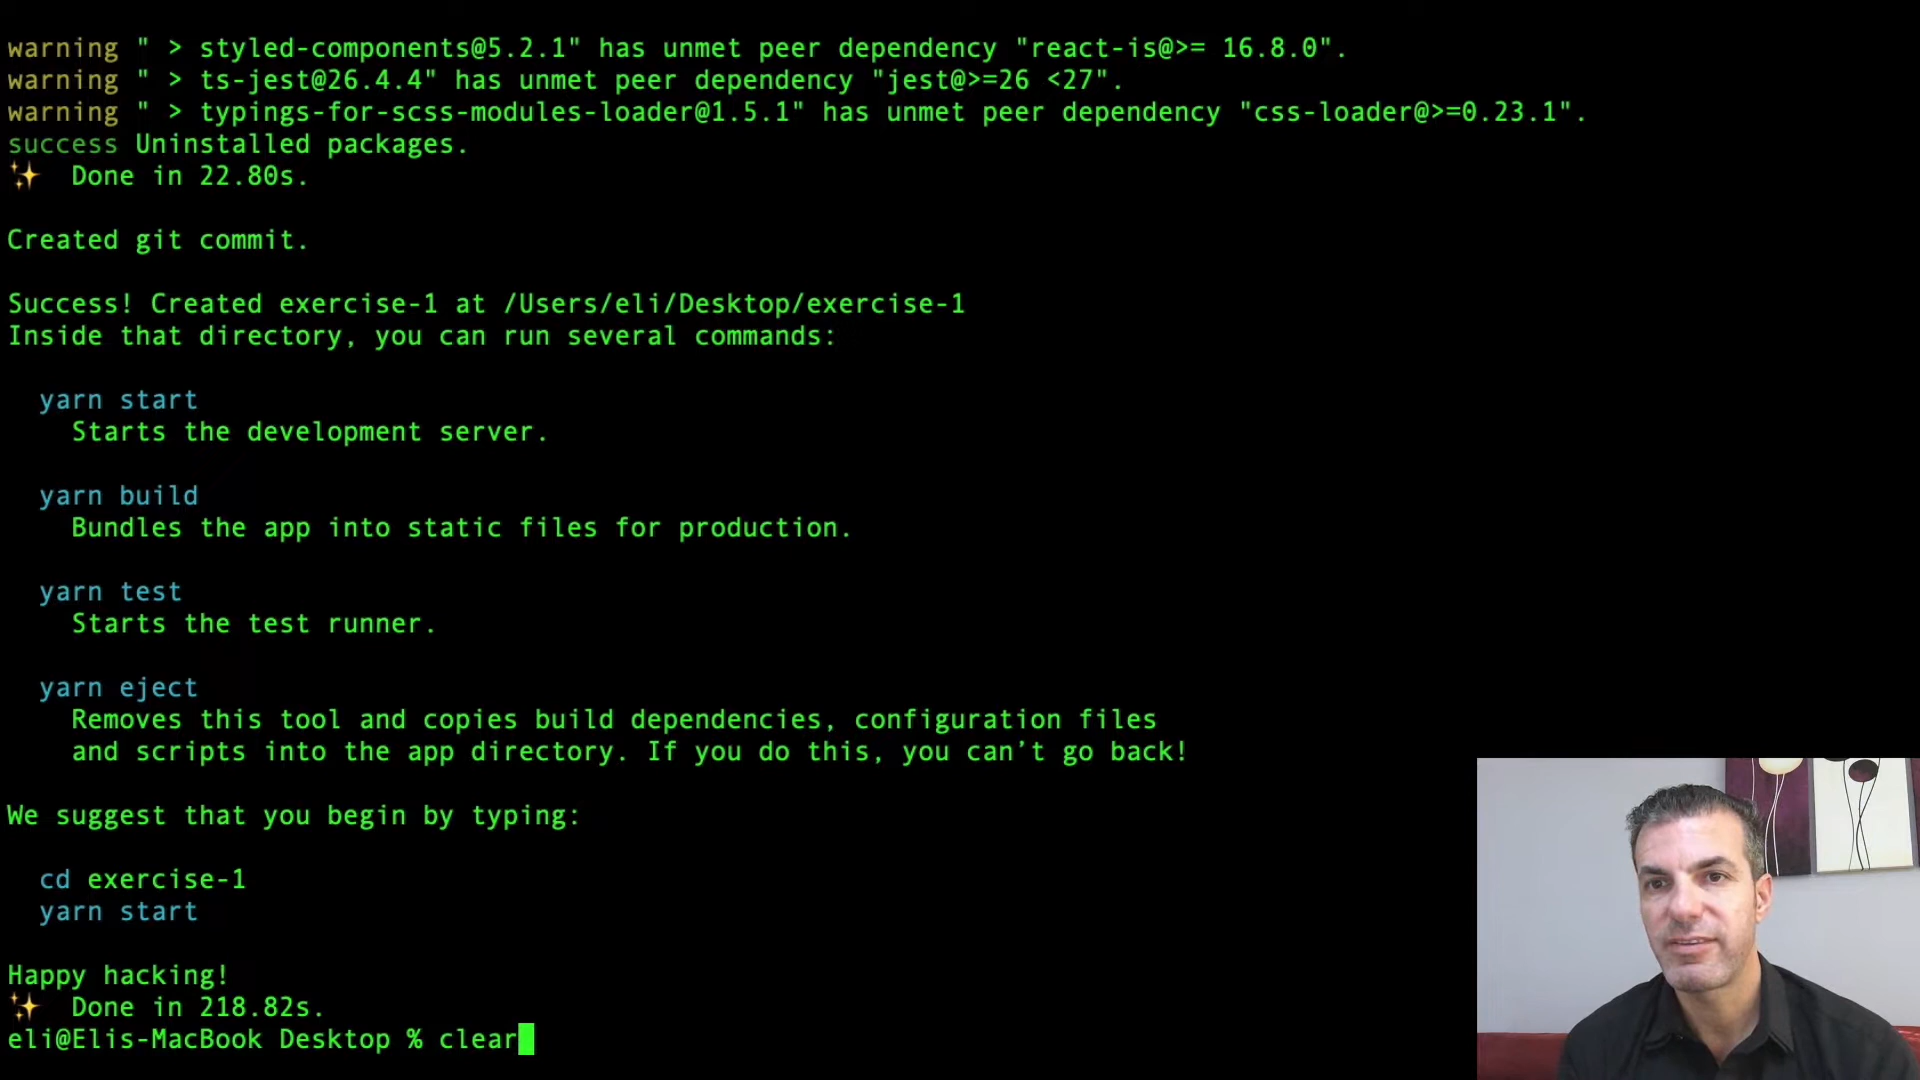 warning " > styled-components@5.2.1" has unmet peer dependency "react-is@>= 16.8.0".
warning " > ts-jest@26.4.4" has unmet peer dependency "jest@>=26 <27".
warning " > typings-for-scss-modules-loader@1.5.1" has unmet peer dependency "css-loader@>=0.23.1".
success Uninstalled packages.
✨  Done in 22.80s.
Created git commit.
Success! Created exercise-1 at /Users/eli/Desktop/exercise-1
Inside that directory, you can run several commands:
yarn start
Starts the development server.
yarn build
Bundles the app into static files for production.
yarn test
Starts the test runner.
yarn eject
Removes this tool and copies build dependencies, configuration files
and scripts into the app directory. If you do this, you can’t go back!
We suggest that you begin by typing:
cd exercise-1
yarn start
Happy hacking!
✨  Done in 218.82s.
eli@Elis-MacBook Desktop % clear